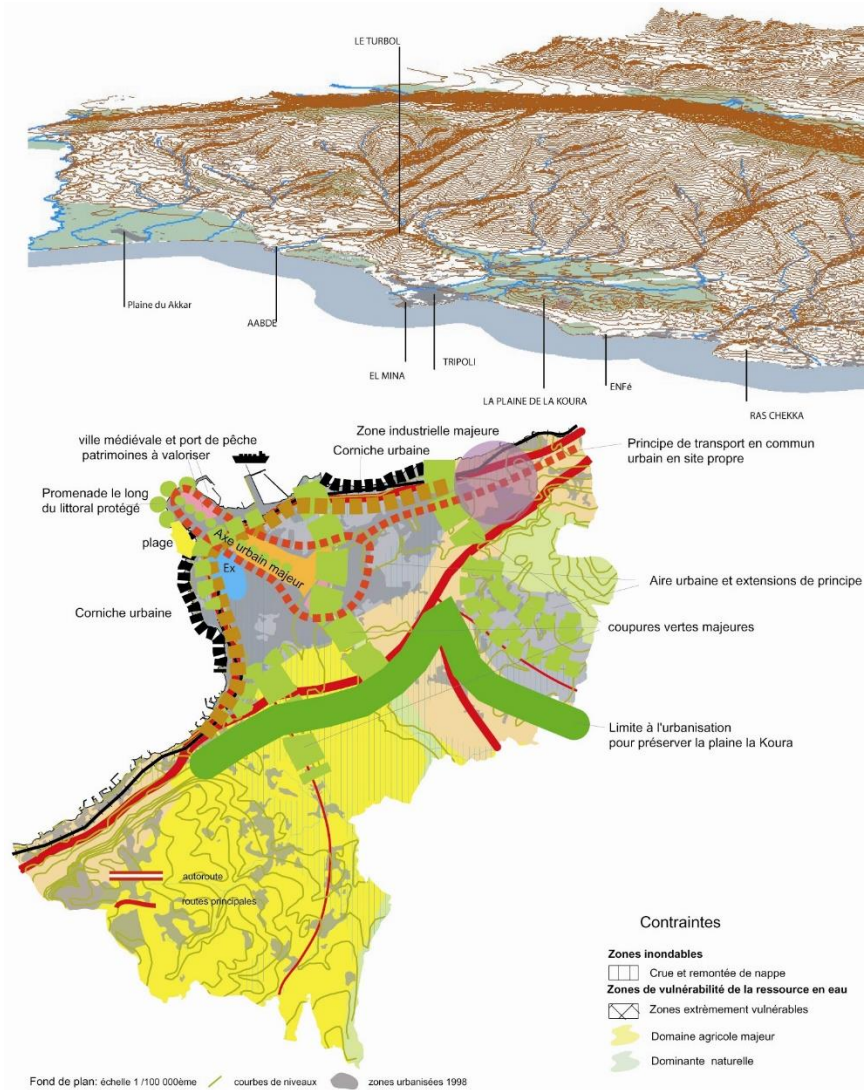 LE TURBOL
Plaine du Akkar
AABDE
EL MINA
TRIPOLI
LA PLAINE DE LA KOURA
ENFé
RAS CHEKKA
ville médiévale et port de pêche
patrimoines à valoriser
Zone industrielle majeure
Corniche urbaine
Principe de transport en commun
urbain en site propre
Promenade le long
du littoral protégé
plage
Axe urbain majeur
Ex
Aire urbaine et extensions de principe
Corniche urbaine
coupures vertes majeures
Limite à l'urbanisation
pour préserver la plaine la Koura
autoroute
routes principales
Contraintes
Zones inondables
Crue et remontée de nappe
Zones de vulnérabilité de la ressource en eau
Zones extrèmement vulnérables
Domaine agricole majeur
Dominante naturelle
Fond de plan: échelle 1 /100 000ème
courbes de niveaux
zones urbanisées 1998